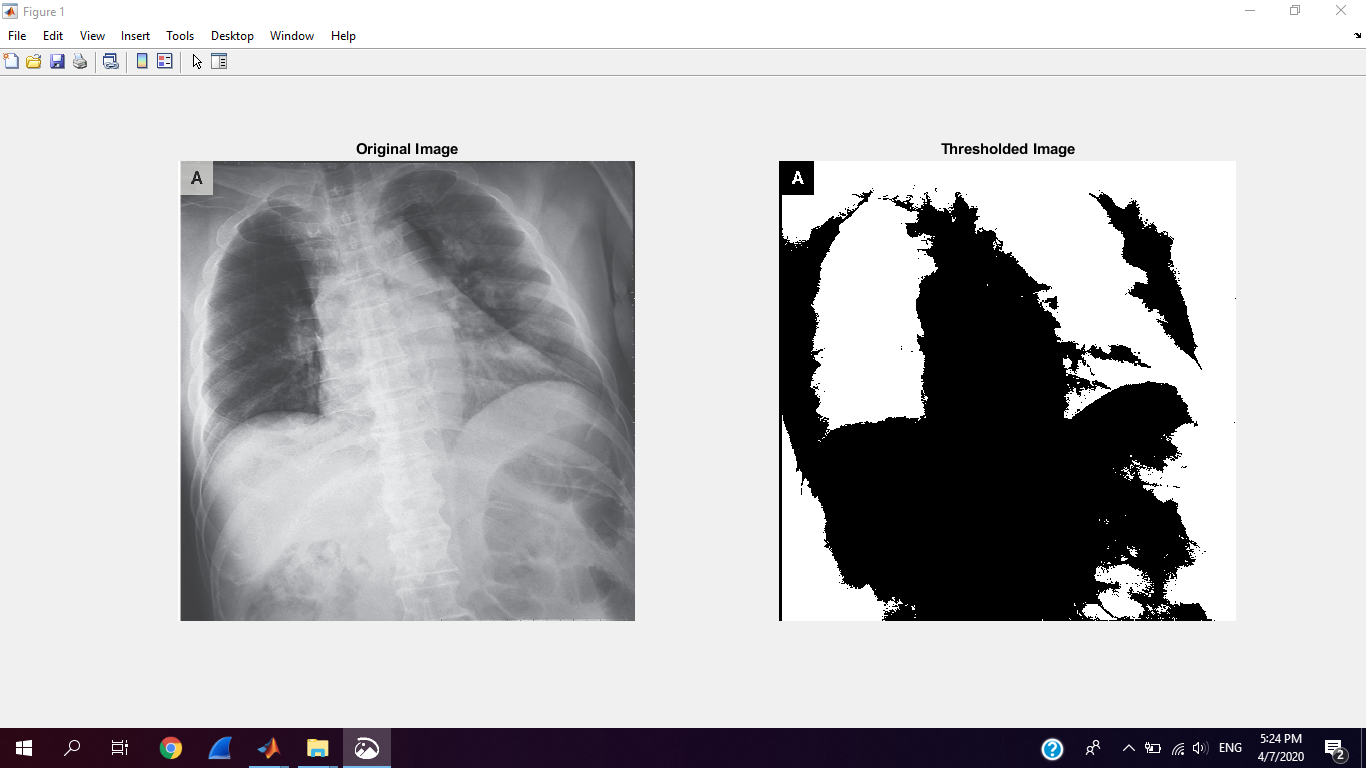 Figure 1
File Edit View Insert Tools Desktop Window Help
Original Image
Thresholded Image
A
A
ENG
5:24 PM
4/7/2020
2